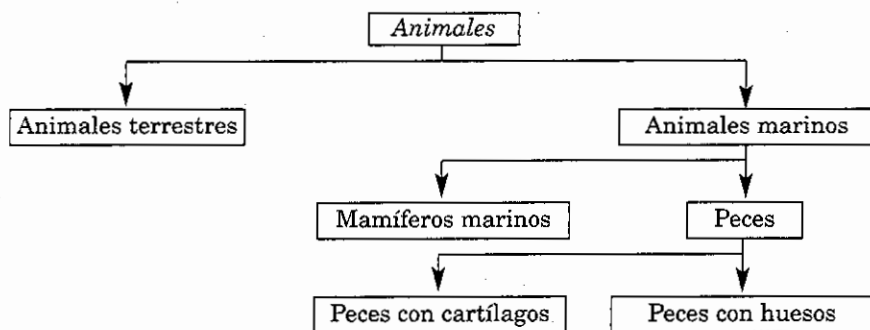 Animales
Animales terrestres
Animales marinos
Mamíferos marinos
Peces
Peces con cartílagos
Peces con huesos